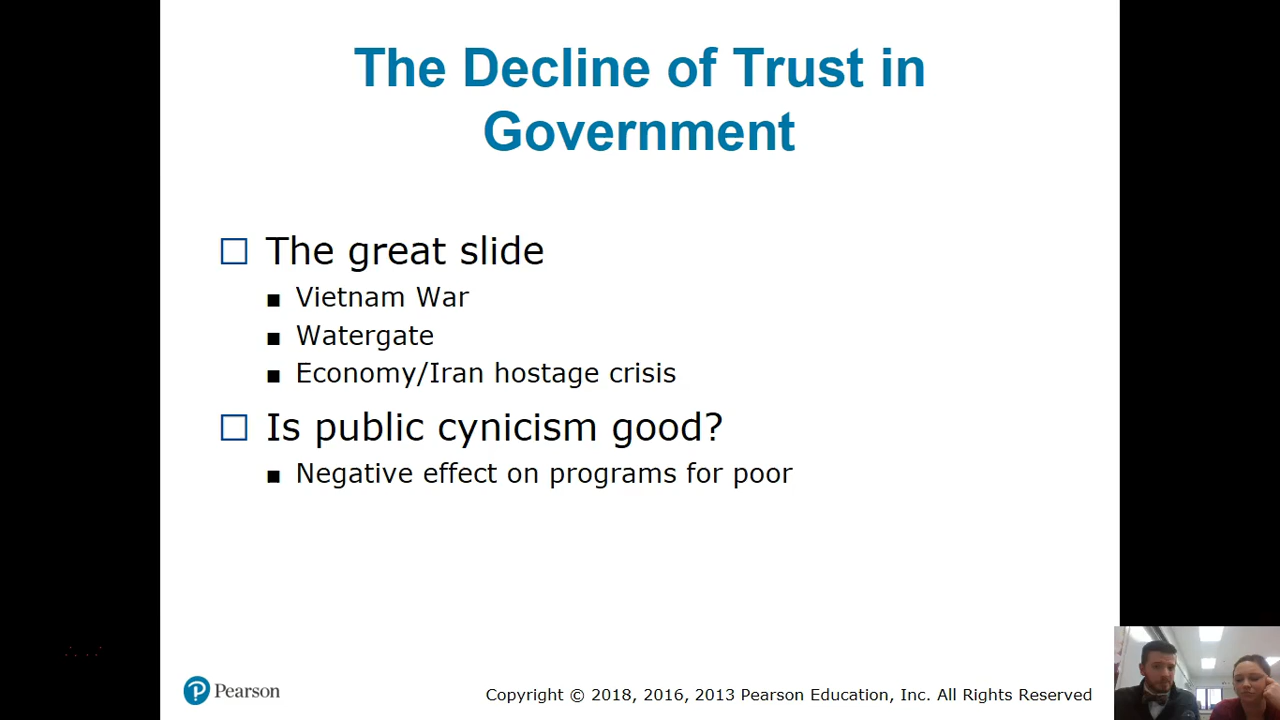 The Decline of Trust in
Government
The great slide
Vietnam War
Watergate
Economy/Iran hostage crisis
Is public cynicism good?
Negative effect on programs for poor
Pearson
Copyright © 2018, 2016, 2013 Pearson Education, Inc. All Rights Reserved